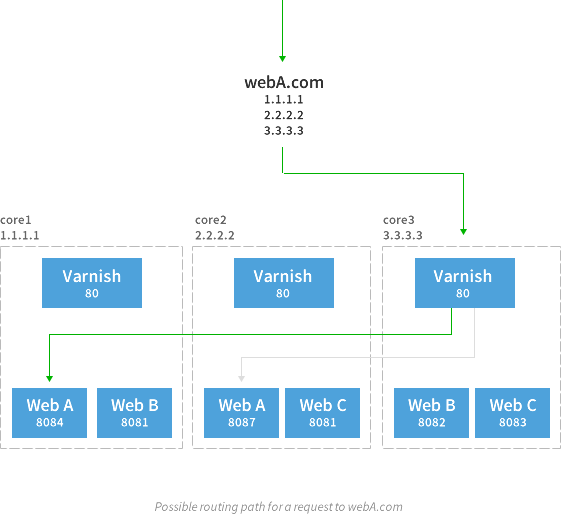 webA.com
1.1.1.1
2.2.2.2
3.3.3.3
core1
1.1.1.1
core2
2.2.2.2
core3
3.3.3.3
Varnish
80
Varnish
80
Varnish
80
Web A
8084
Web B
8081
Web A
8087
Web C
8081
Web B
8082
Web C
8083
Possible routing path for a request to webA.com